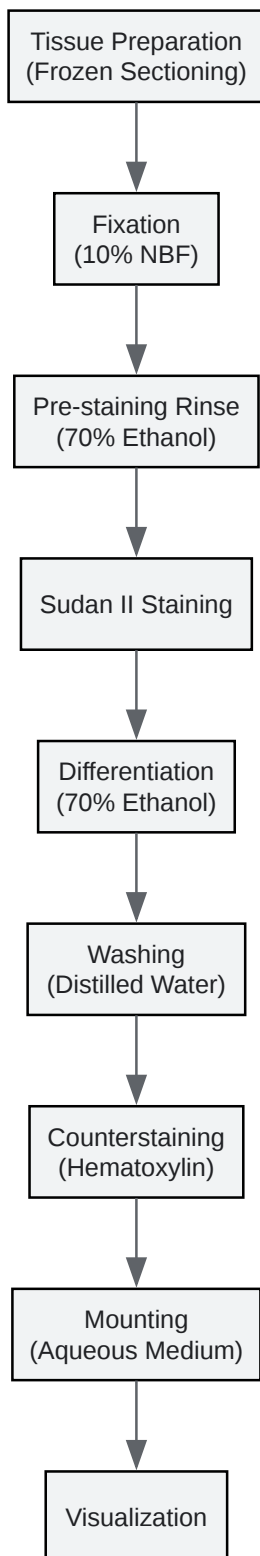 Tissue Preparation
(Frozen Sectioning)
Fixation
(10% NBF)
Pre-staining Rinse
(70% Ethanol)
Sudan II Staining
Differentiation
(70% Ethanol)
Washing
(Distilled Water)
Counterstaining
(Hematoxylin)
Mounting
(Aqueous Medium)
Visualization